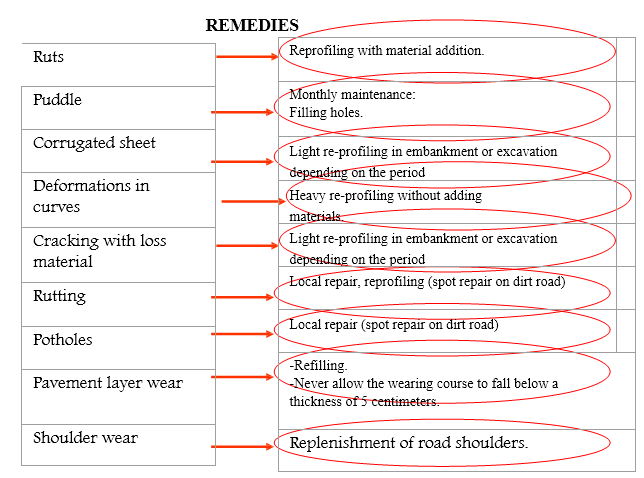 REMEDIES
Ruts
Reprofiling with material addition.
Puddle
Monthly maintenance:
Filling holes.
Corrugated sheet
Light re-profiling in embankment or excavation
depending on the period
Deformations in
curves
Heavy re-profiling without adding
materials.
Cracking with loss
material
Light re-profiling in embankment or excavation
depending on the period
Rutting
Local repair, reprofiling (spot repair on dirt road)
Potholes
Local repair (spot repair on dirt road)
Pavement layer wear
-Refilling.
-Never allow the wearing course to fall below a
thickness of 5 centimeters.
Shoulder wear
Replenishment of road shoulders.